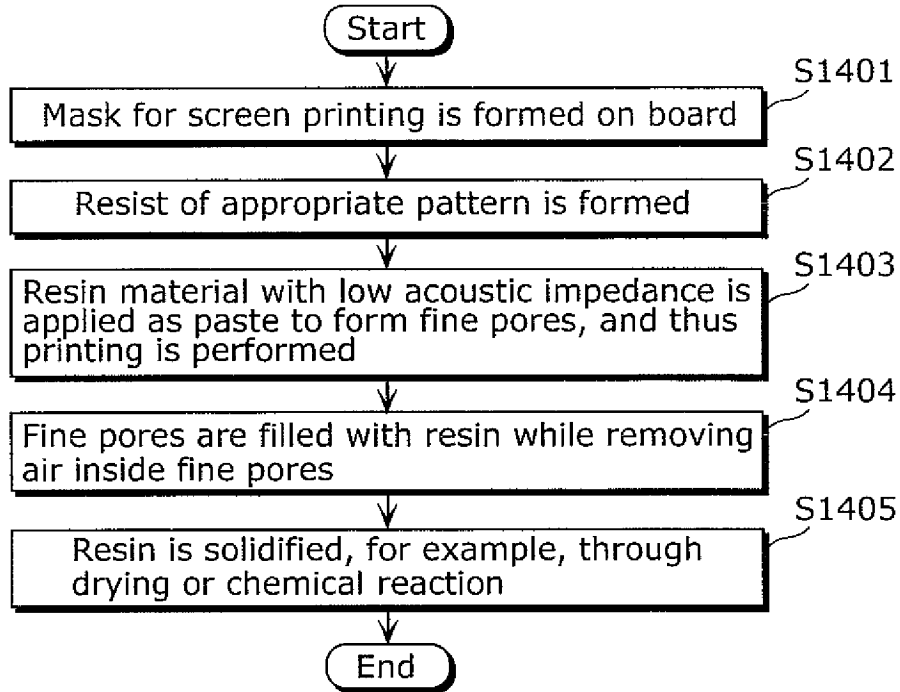 Start
S1401
Mask for screen printing is formed on board
S1402
Resist of appropriate pattern is formed
S1403
Resin material with low acoustic impedance is
applied as paste to form fine pores, and thus
printing is performed
S1404
Fine pores are filled with resin while removing
air inside fine pores
S1405
Resin is solidified, for example, through
drying or chemical reaction
End